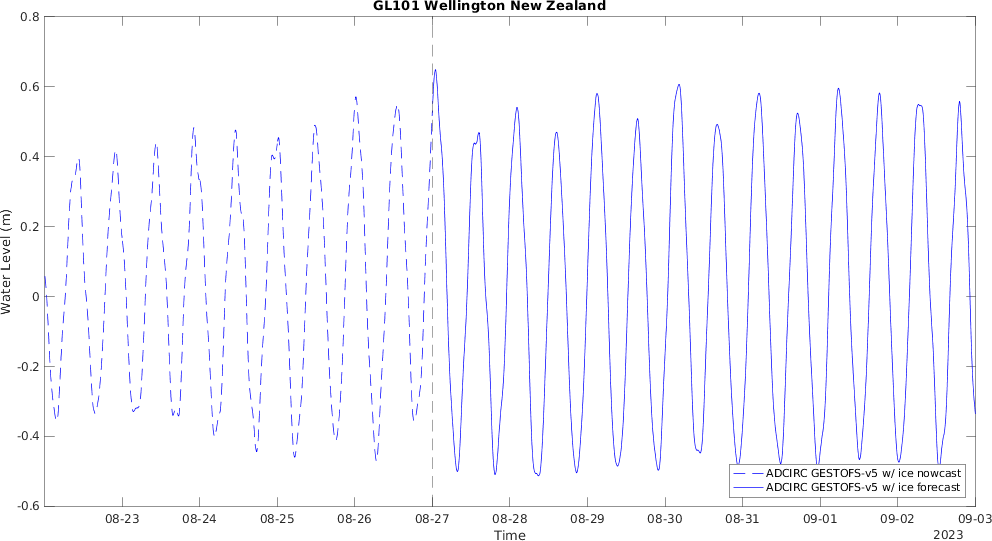 GL101 Wellington New Zealand
0.8
0.6
0.4
0.2
0
-0.2
-0.4
-0.6
Water Level (m)
08-23 08-24 08-25 08-26 08-27 08-28 08-29 08-30 08-31 09-01 09-02 09-03
Time
2023
ADCIRC GESTOFS-v5 w/ ice nowcast
ADCIRC GESTOFS-v5 w/ ice forecast